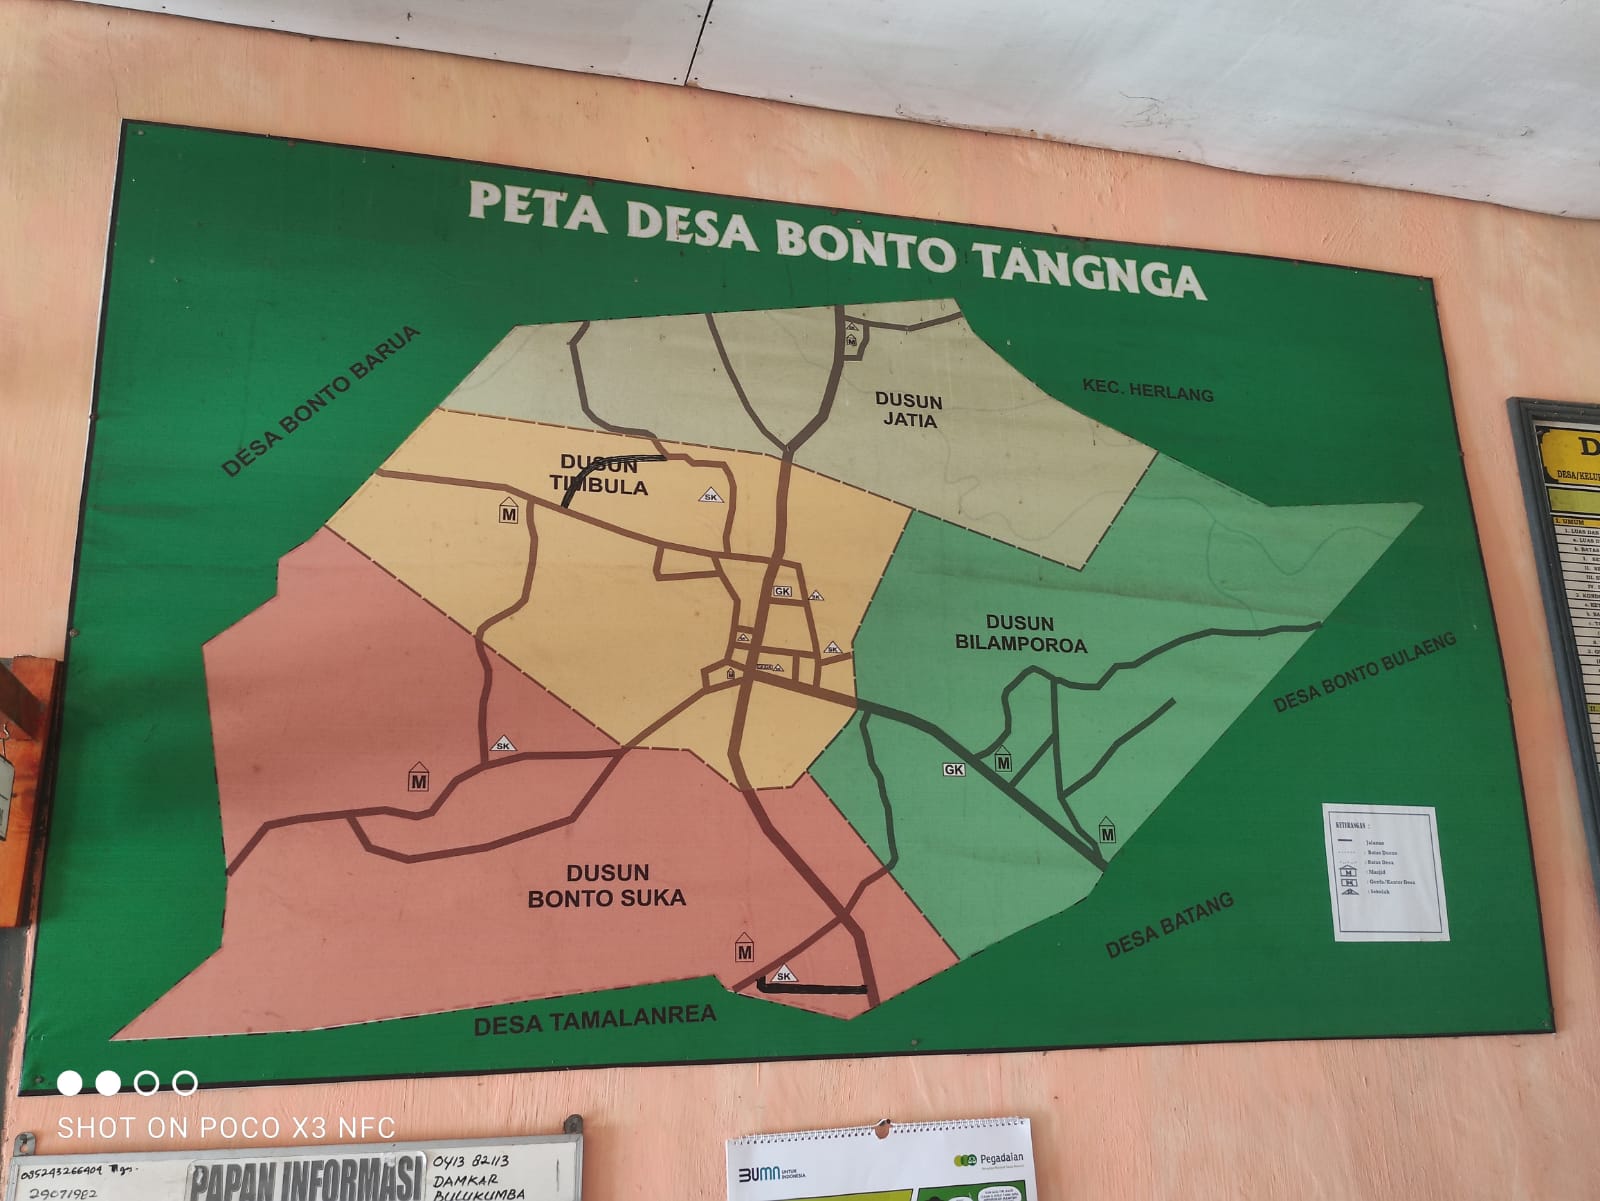 PETA DESA BONTO TANGNGA
DESA BONTO BARUA
KEC. HERLANG
M
DUSUN
JATIA
DUSUN
TIMBULA
SK
M
GK
SK
SK
M
DUSUN
BILAMPOROA
DESA BONTO BULAENG
SK
M
GK
M
M
DUSUN
BONTO SUKA
M
SK
DESA BATANG
DESA TAMALANREA
KETERANGAN :
Jalanan
: Batas Dusun
: Batas Desa
M : Masjid
: Sekolah
D
DESA/KELU
I. UMUM
SHOT ON POCO X3 NFC
085243266404
29071982
PAPAN INFORMASI
0413 82113
DAMKAR
BULUKUMBA
BUMN UNTUK
INDONESIA
Pegadaian